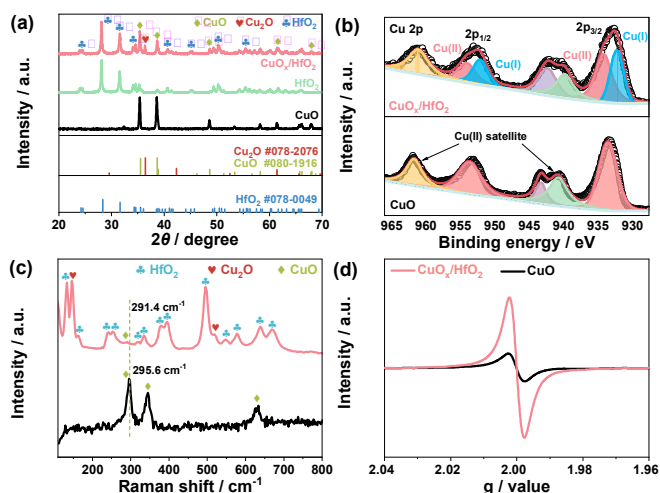 (a)
CuO
Cu₂O
HfO₂
CuOₓ/HfO₂
HfO₂
CuO
Cu₂O #078-2076
CuO #080-1916
HfO₂ #078-0049
20 30 40 50 60 70
2θ / degree
Intensity / a.u.
(b)
Cu 2p
2p₁/₂
2p₃/₂
Cu(II)
Cu(I)
Cu(II)
Cu(I)
CuOₓ/HfO₂
Cu(II) satellite
CuO
965 960 955 950 945 940 935 930
Binding energy / eV
Intensity / a.u.
(c)
HfO₂
Cu₂O
CuO
291.4 cm⁻¹
295.6 cm⁻¹
200 300 400 500 600 700 800
Raman shift / cm⁻¹
Intensity / a.u.
(d)
CuOₓ/HfO₂
CuO
2.04 2.02 2.00 1.98 1.96
g / value
Intensity / a.u.